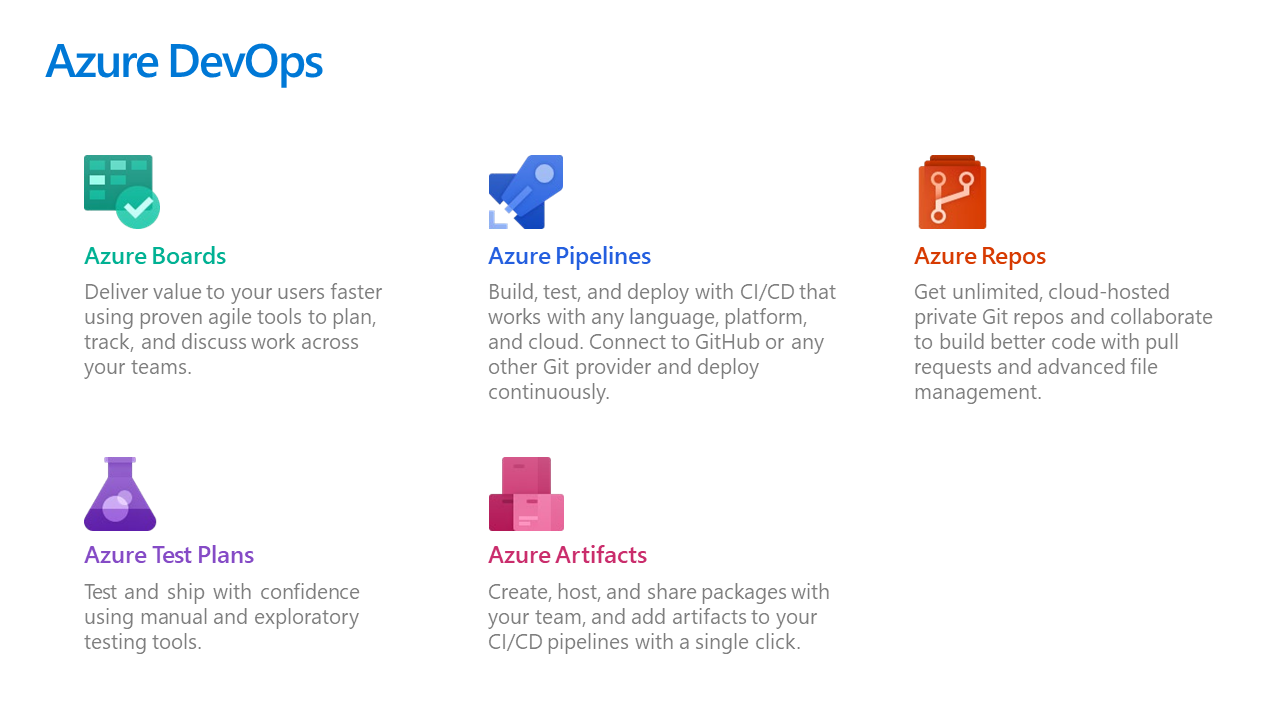 Azure DevOps
Azure Boards
Deliver value to your users faster
using proven agile tools to plan,
track, and discuss work across
your teams.
Azure Pipelines
Build, test, and deploy with CI/CD that
works with any language, platform,
and cloud. Connect to GitHub or any
other Git provider and deploy
continuously.
Azure Repos
Get unlimited, cloud-hosted
private Git repos and collaborate
to build better code with pull
requests and advanced file
management.
Azure Test Plans
Test and ship with confidence
using manual and exploratory
testing tools.
Azure Artifacts
Create, host, and share packages with
your team, and add artifacts to your
CI/CD pipelines with a single click.